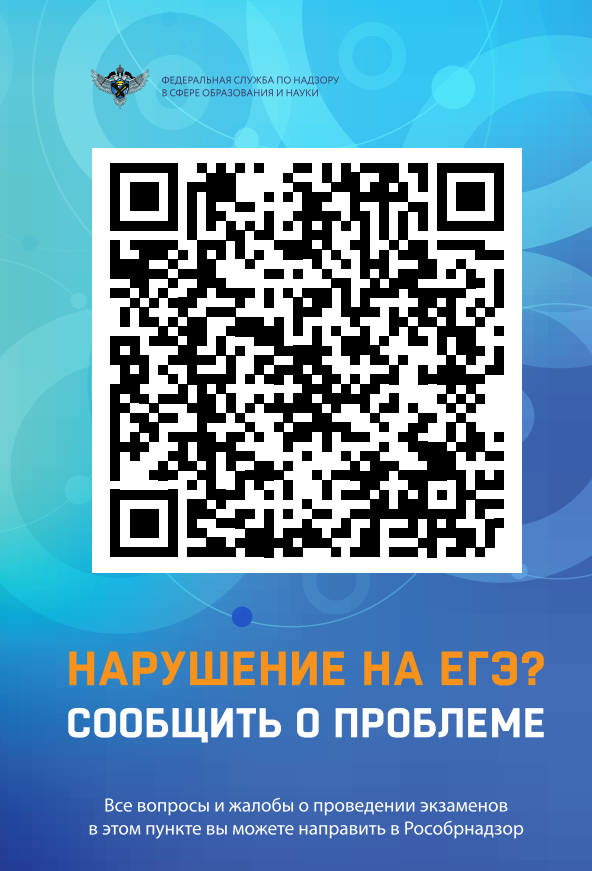 ФЕДЕРАЛЬНАЯ СЛУЖБА ПО НАДЗОРУ
В СФЕРЕ ОБРАЗОВАНИЯ И НАУКИ
НАРУШЕНИЕ НА ЕГЭ?
СООБЩИТЬ О ПРОБЛЕМЕ
Все вопросы и жалобы о проведении экзаменов
в этом пункте вы можете направить в Рособрнадзор